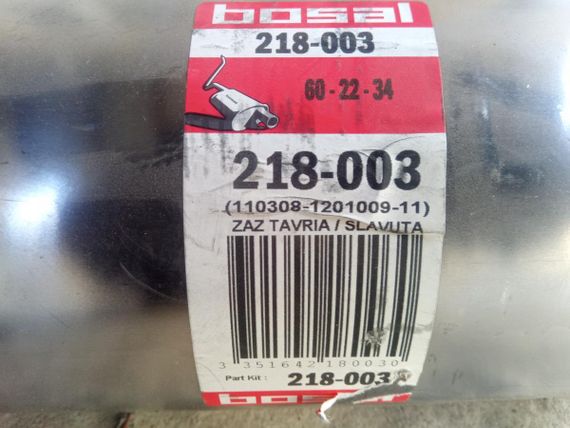 bosal
218-003
60-22-34
218-003
(110308-1201009-11)
ZAZ TAVRIA / SLAVUTA
3 351642 180030
Part Kit : 218-003
bosal